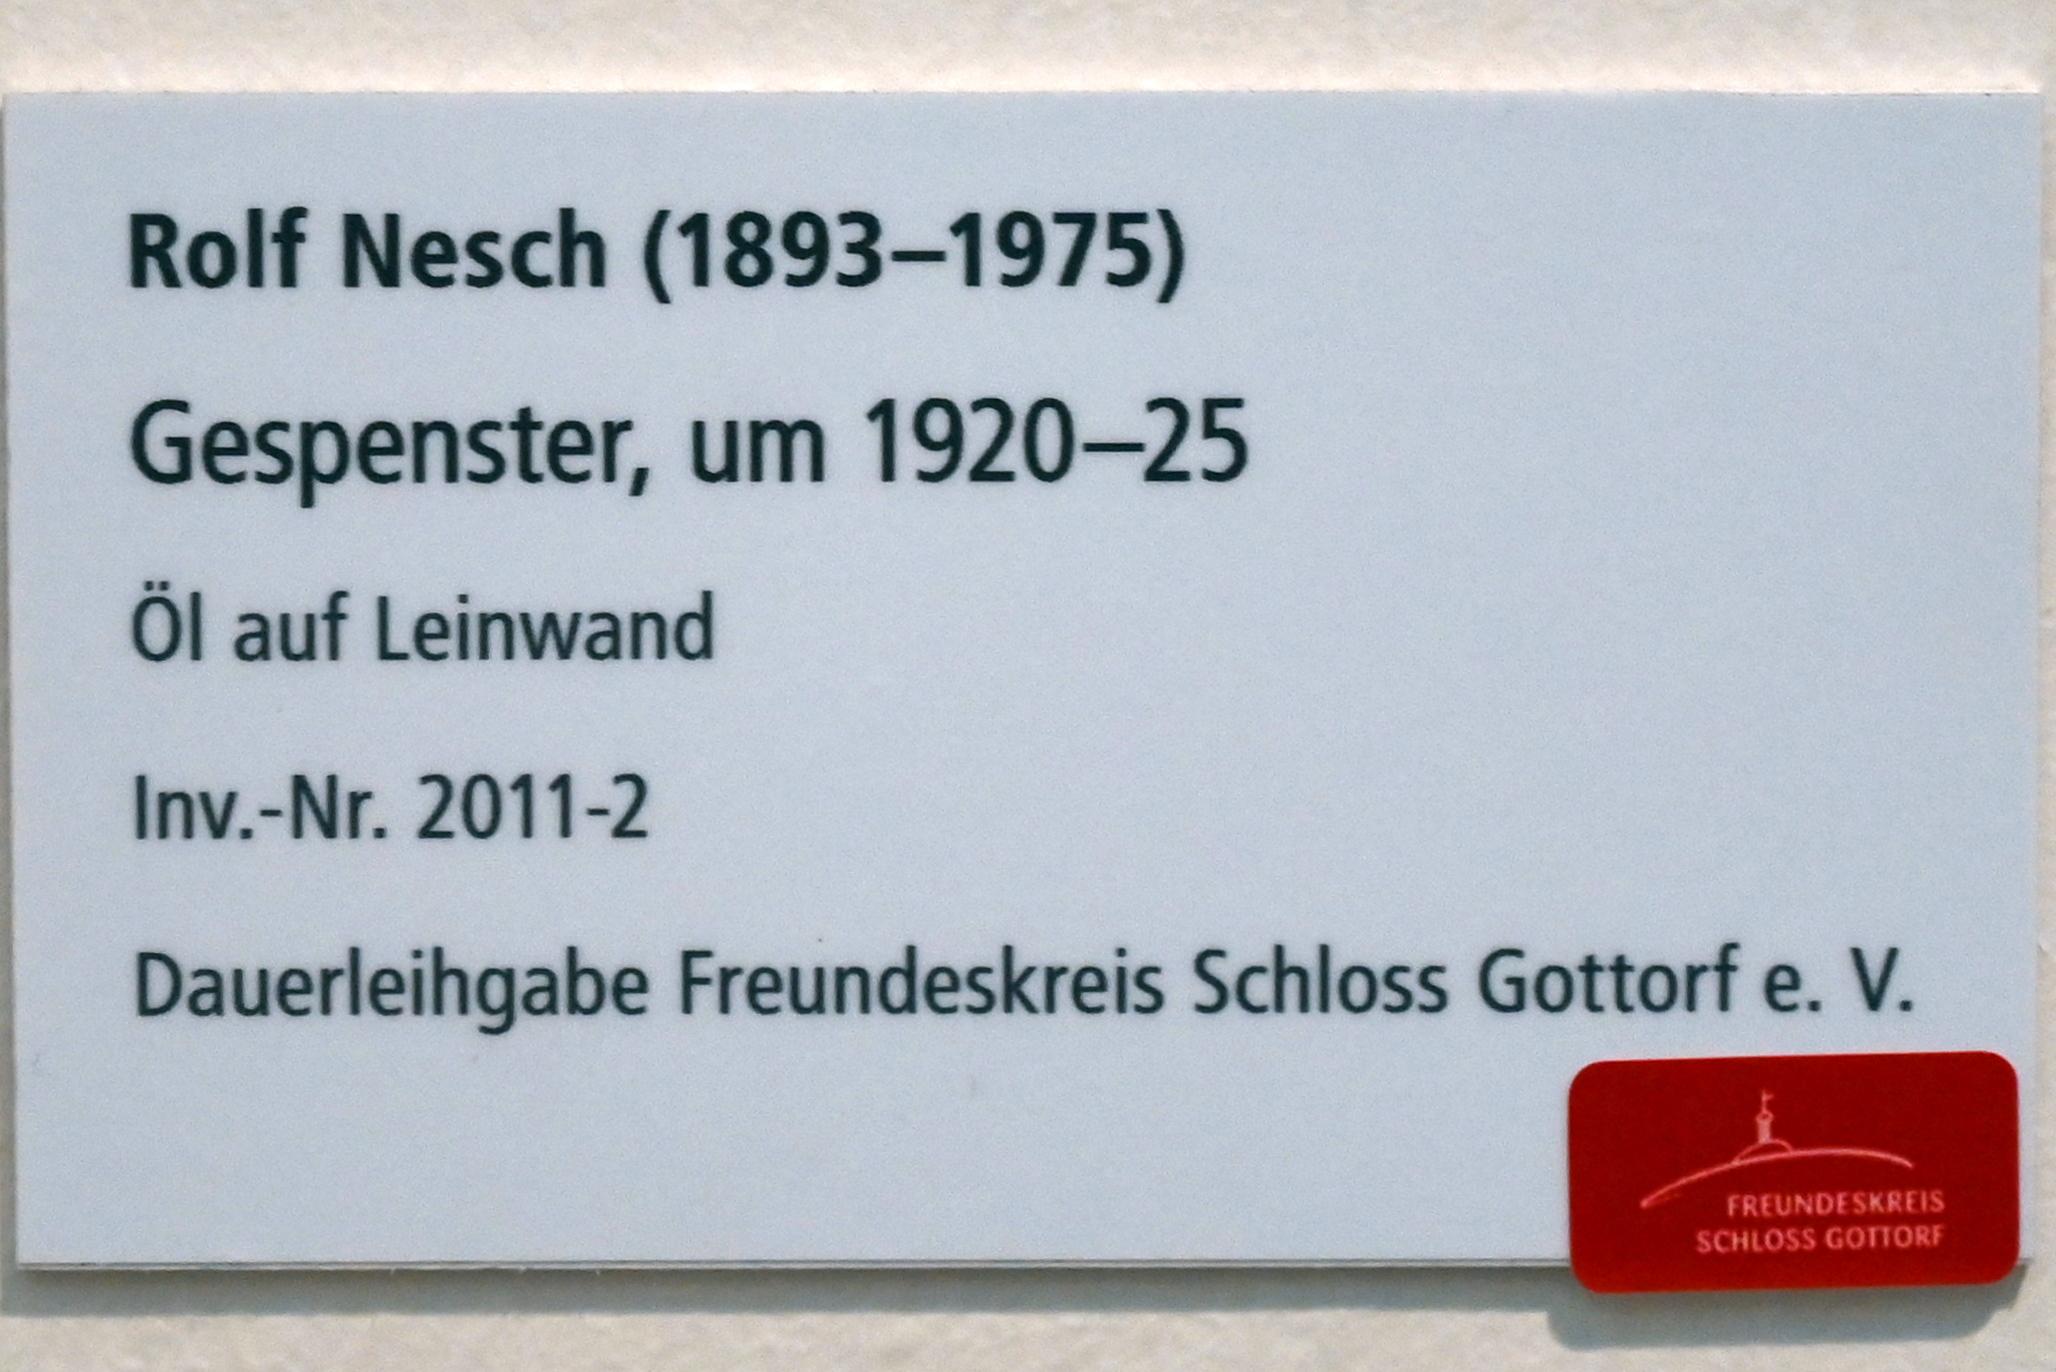 Rolf Nesch (1893–1975)
Gespenster, um 1920–25
Öl auf Leinwand
Inv.-Nr. 2011-2
Dauerleihgabe Freundeskreis Schloss Gottorf e. V.
FREUNDESKREIS
SCHLOSS GOTTORF